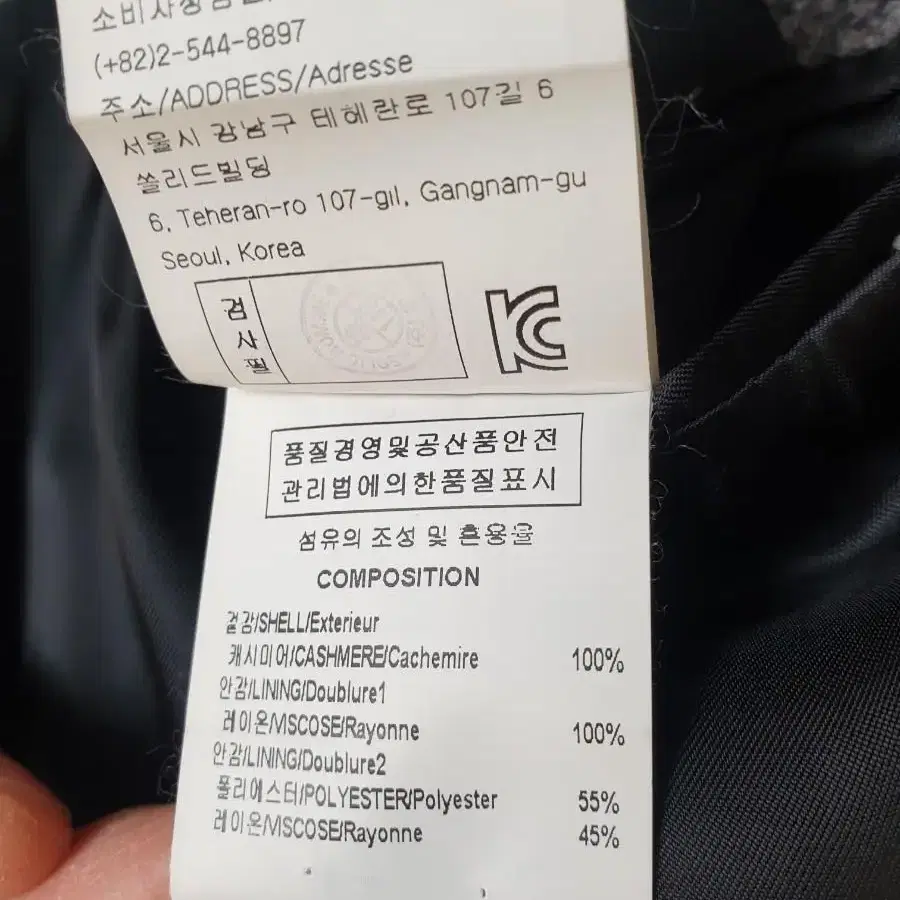 (+82)2-544-8897
주소/ADDRESS/Adresse
서울시 강남구 테헤란로 107길 6
쏠리드빌딩
6, Teheran-ro 107-gil, Gangnam-gu
Seoul, Korea
검사필
KC
품질경영및공산품안전
관리법에의한품질표시
섬유의 조성 및 혼용율
COMPOSITION
겉감/SHELL/Exterieur
캐시미어/CASHMERE/Cachemire 100%
안감/LINING/Doublure1
레이온/VISCOSE/Rayonne 100%
안감/LINING/Doublure2
폴리에스터/POLYESTER/Polyester 55%
레이온/VISCOSE/Rayonne 45%